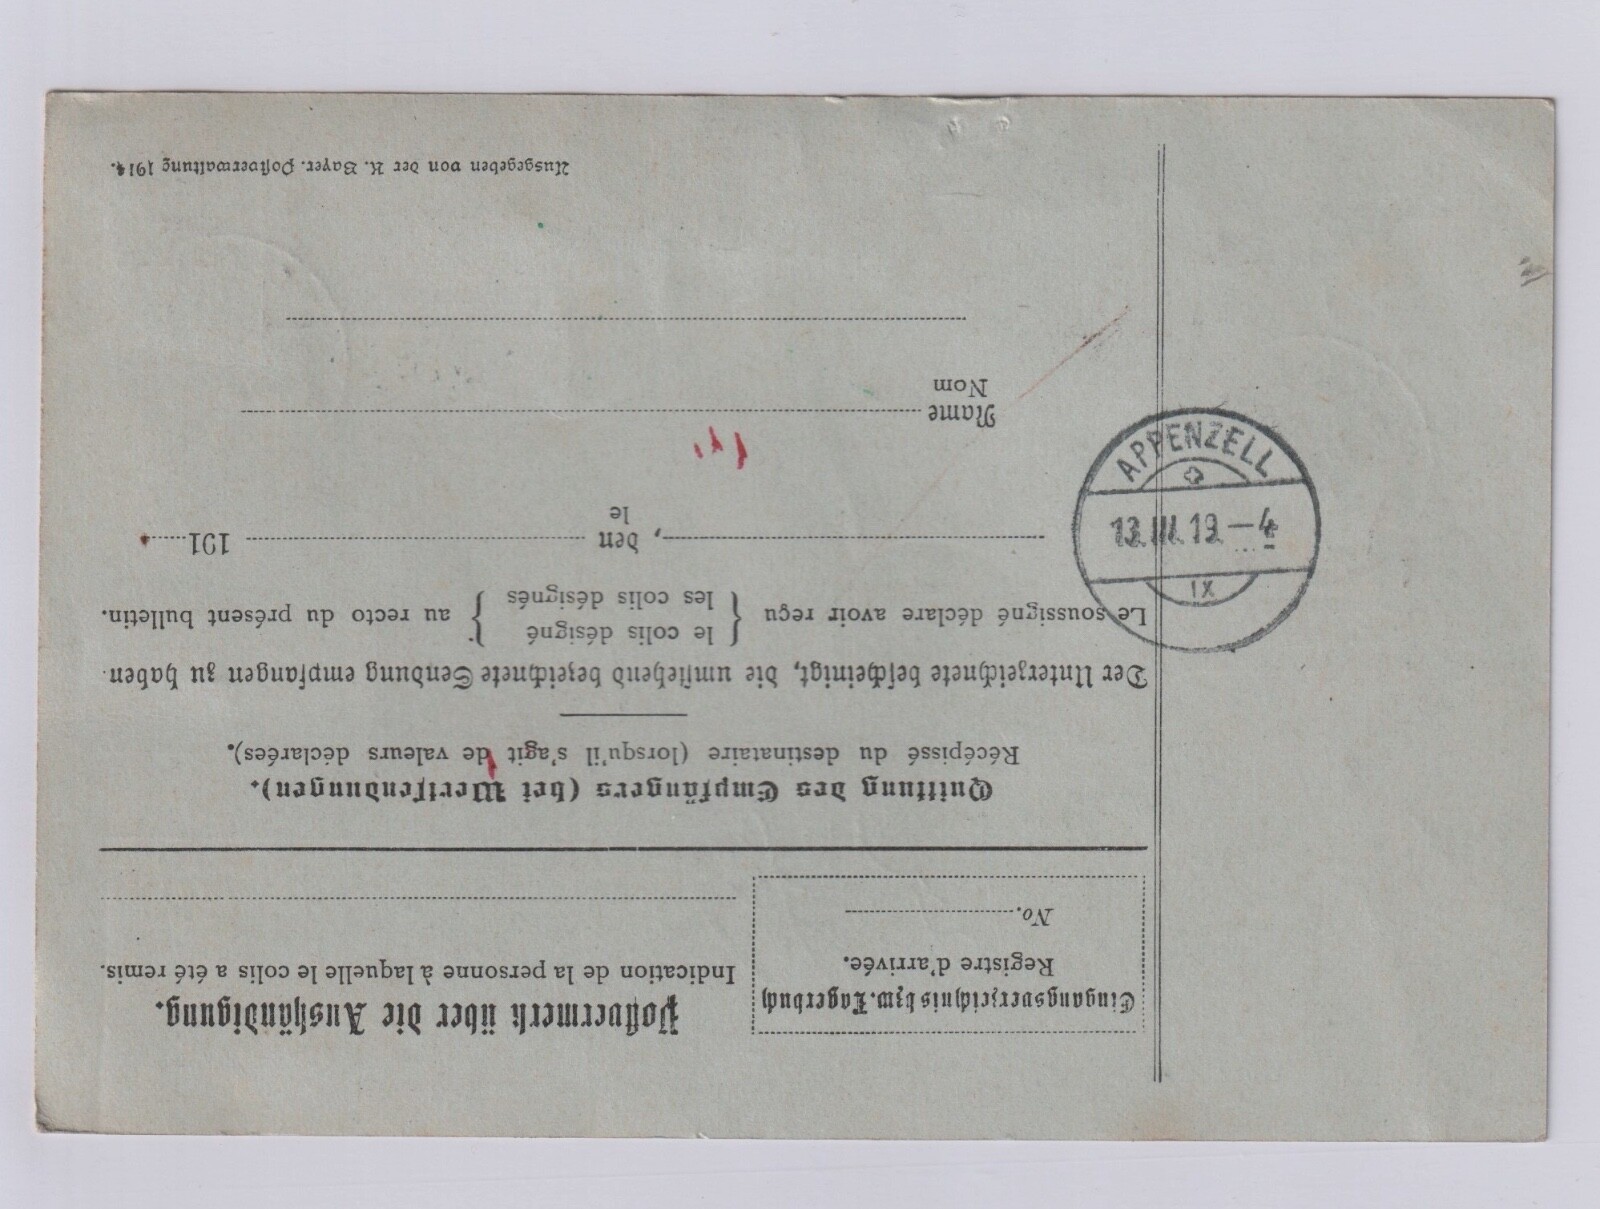 Postvermerk über die Aushändigung.
Indication de la personne à laquelle le colis a été remis.
Eingangsverzeichnis bzw. Lagerbuch
Registre d'arrivée.
No.
Quittung des Empfängers (bei Wertsendungen).
Récépissé du destinataire (lorsqu'il s'agit de valeurs déclarées).
Der Unterzeichnete bescheinigt, die umstehend bezeichnete Sendung empfangen zu haben.
Le soussigné déclare avoir reçu { le colis désigné / les colis désignés } au recto du présent bulletin.
, den 191
le
Name
Nom
Ausgegeben von der K. Bayer. Postverwaltung 1914.
APPENZELL
13.III.19.–4
IX